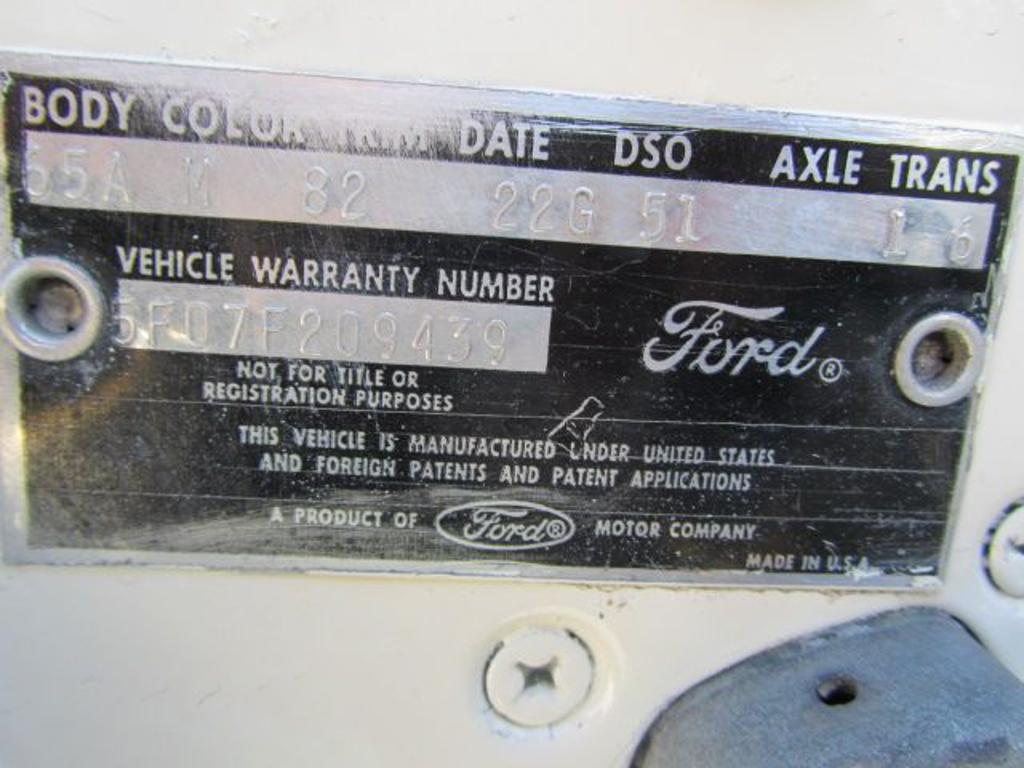 BODY COLOR TRIM DATE DSO AXLE TRANS
65A M 82 22G 51 1 6
VEHICLE WARRANTY NUMBER
5F07F209439
Ford®
NOT FOR TITLE OR
REGISTRATION PURPOSES
THIS VEHICLE IS MANUFACTURED UNDER UNITED STATES
AND FOREIGN PATENTS AND PATENT APPLICATIONS
A PRODUCT OF Ford® MOTOR COMPANY
MADE IN U.S.A.